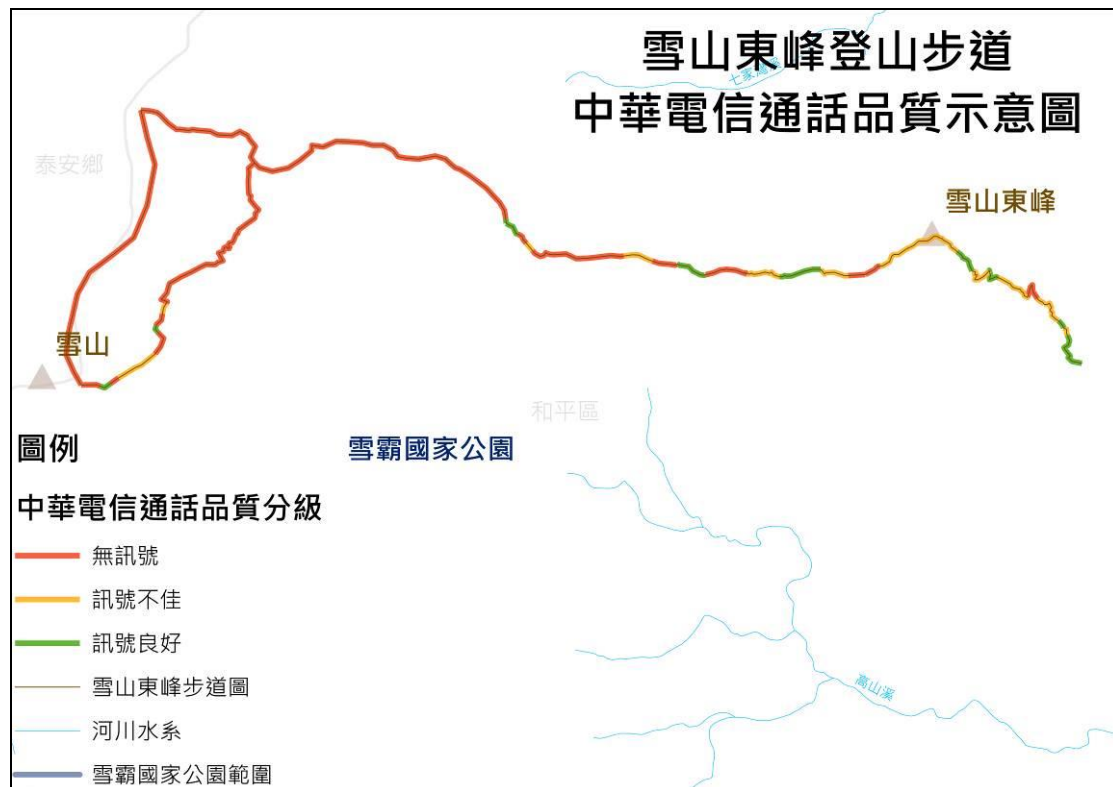 雪山東峰登山步道
七家灣溪
中華電信通話品質示意圖
泰安鄉
雪山東峰
雪山
和平區
圖例
雪霸國家公園
中華電信通話品質分級
無訊號
訊號不佳
訊號良好
雪山東峰步道圖
高山溪
河川水系
雪霸國家公園範圍